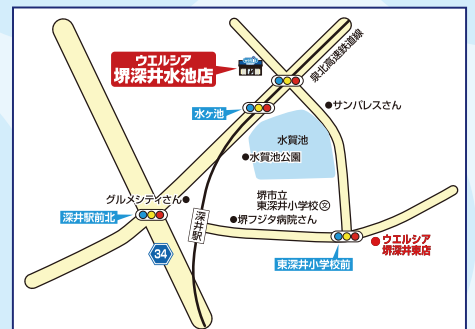 ウエルシア
堺深井水池店
泉北高速鉄道線
サンパレスさん
水ヶ池
水賀池
水賀池公園
グルメシティさん
堺市立
東深井小学校
文
深井駅前北
深井駅
堺フジタ病院さん
34
東深井小学校前
ウエルシア
堺深井東店